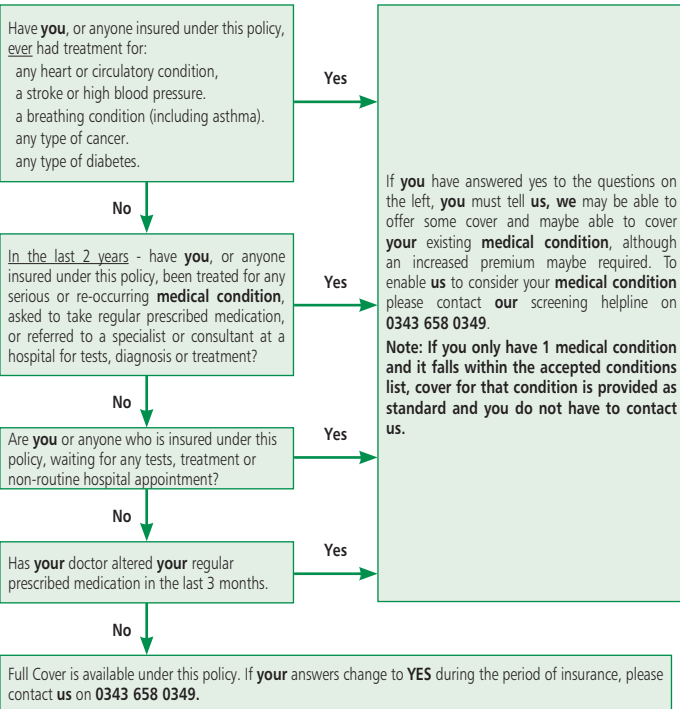 Have you, or anyone insured under this policy,
ever had treatment for:
any heart or circulatory condition,
a stroke or high blood pressure.
a breathing condition (including asthma).
any type of cancer.
any type of diabetes.
Yes
No
In the last 2 years - have you, or anyone
insured under this policy, been treated for any
serious or re-occurring medical condition,
asked to take regular prescribed medication,
or referred to a specialist or consultant at a
hospital for tests, diagnosis or treatment?
Yes
No
Are you or anyone who is insured under this
policy, waiting for any tests, treatment or
non-routine hospital appointment?
Yes
No
Has your doctor altered your regular
prescribed medication in the last 3 months.
Yes
No
If you have answered yes to the questions on
the left, you must tell us, we may be able to
offer some cover and maybe able to cover
your existing medical condition, although
an increased premium maybe required. To
enable us to consider your medical condition
please contact our screening helpline on
0343 658 0349.
Note: If you only have 1 medical condition
and it falls within the accepted conditions
list, cover for that condition is provided as
standard and you do not have to contact
us.
Full Cover is available under this policy. If your answers change to YES during the period of insurance, please
contact us on 0343 658 0349.